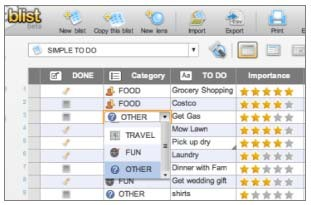 blist
Beta
New blist Copy this blist New lens Import Export Print
SIMPLE TO DO
DONE Category Aa TO DO Importance
1 FOOD Grocery Shopping
2 FOOD Costco
3 OTHER Get Gas
4 TRAVEL Mow Lawn
5 Pick up dry
6 FUN Laundry
7 OTHER Dinner with Fam
8 FUN Get wedding gift
9 OTHER shirts